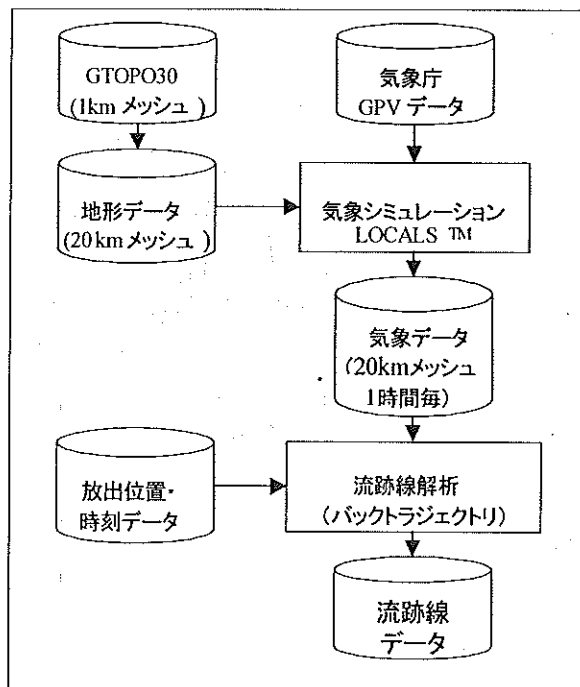 GTOPO30
(1km メッシュ)
気象庁
GPV データ
地形データ
(20kmメッシュ)
気象シミュレーション
LOCALS ™
気象データ
(20kmメッシュ
1時間毎)
放出位置・
時刻データ
流跡線解析
(バックトラジェクトリ)
流跡線
データ